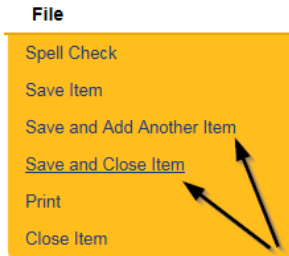 File
Spell Check
Save Item
Save and Add Another Item
Save and Close Item
Print
Close Item